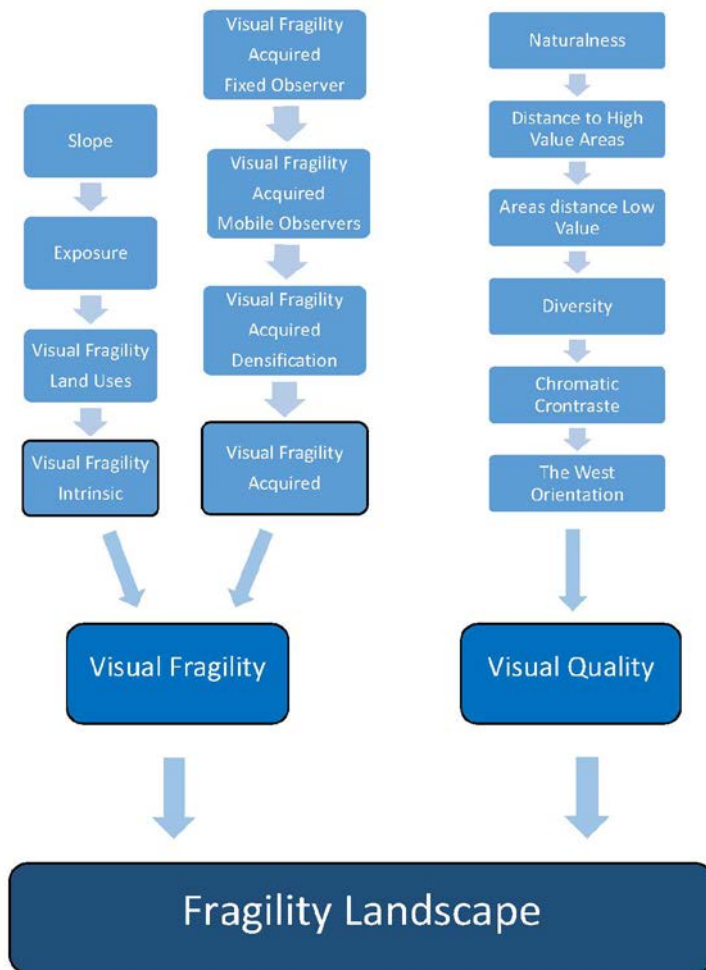 Slope
Exposure
Visual Fragility
Land Uses
Visual Fragility
Intrinsic
Visual Fragility
Acquired
Fixed Observer
Visual Fragility
Acquired
Mobile Observers
Visual Fragility
Acquired
Densification
Visual Fragility
Acquired
Naturalness
Distance to High
Value Areas
Areas distance Low
Value
Diversity
Chromatic
Crontraste
The West
Orientation
Visual Fragility
Visual Quality
Fragility Landscape